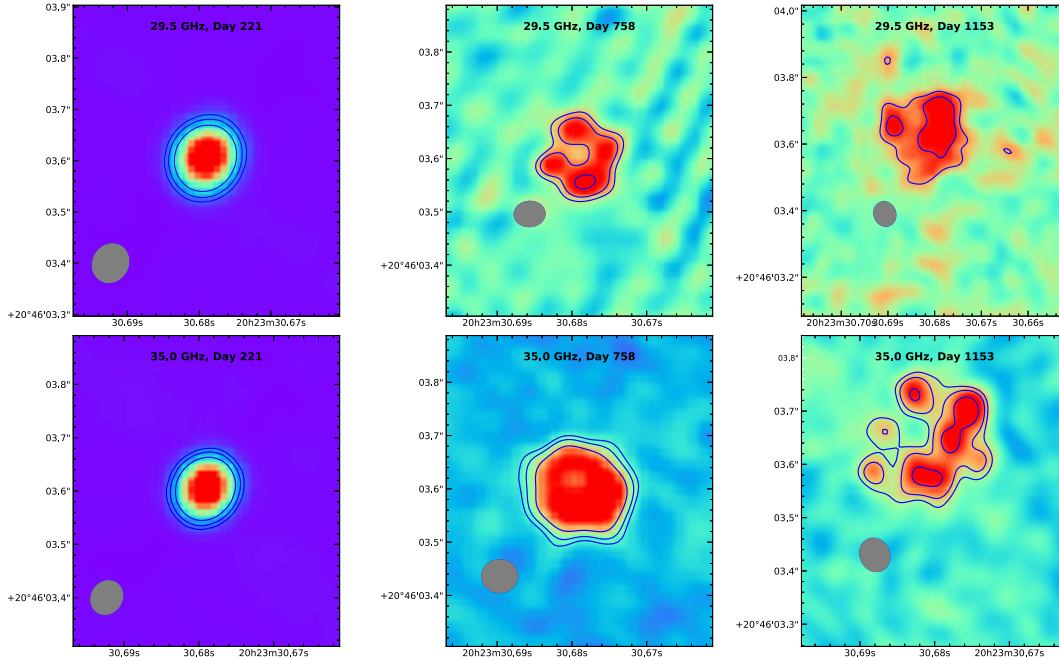 29.5 GHz, Day 221
03.9"
03.8"
03.7"
03.6"
03.5"
03.4"
+20°46'03.3"
30.69s
30.68s
20h23m30.67s
29.5 GHz, Day 758
03.8"
03.7"
03.6"
03.5"
+20°46'03.4"
20h23m30.69s
30.68s
30.67s
29.5 GHz, Day 1153
04.0"
03.8"
03.6"
03.4"
+20°46'03.2"
20h23m30.70s
30.69s
30.68s
30.67s
30.66s
35.0 GHz, Day 221
03.8"
03.7"
03.6"
03.5"
+20°46'03.4"
30.69s
30.68s
20h23m30.67s
35.0 GHz, Day 758
03.8"
03.7"
03.6"
03.5"
+20°46'03.4"
20h23m30.69s
30.68s
30.67s
35.0 GHz, Day 1153
03.8"
03.7"
03.6"
03.5"
03.4"
+20°46'03.3"
30.69s
30.68s
20h23m30.67s